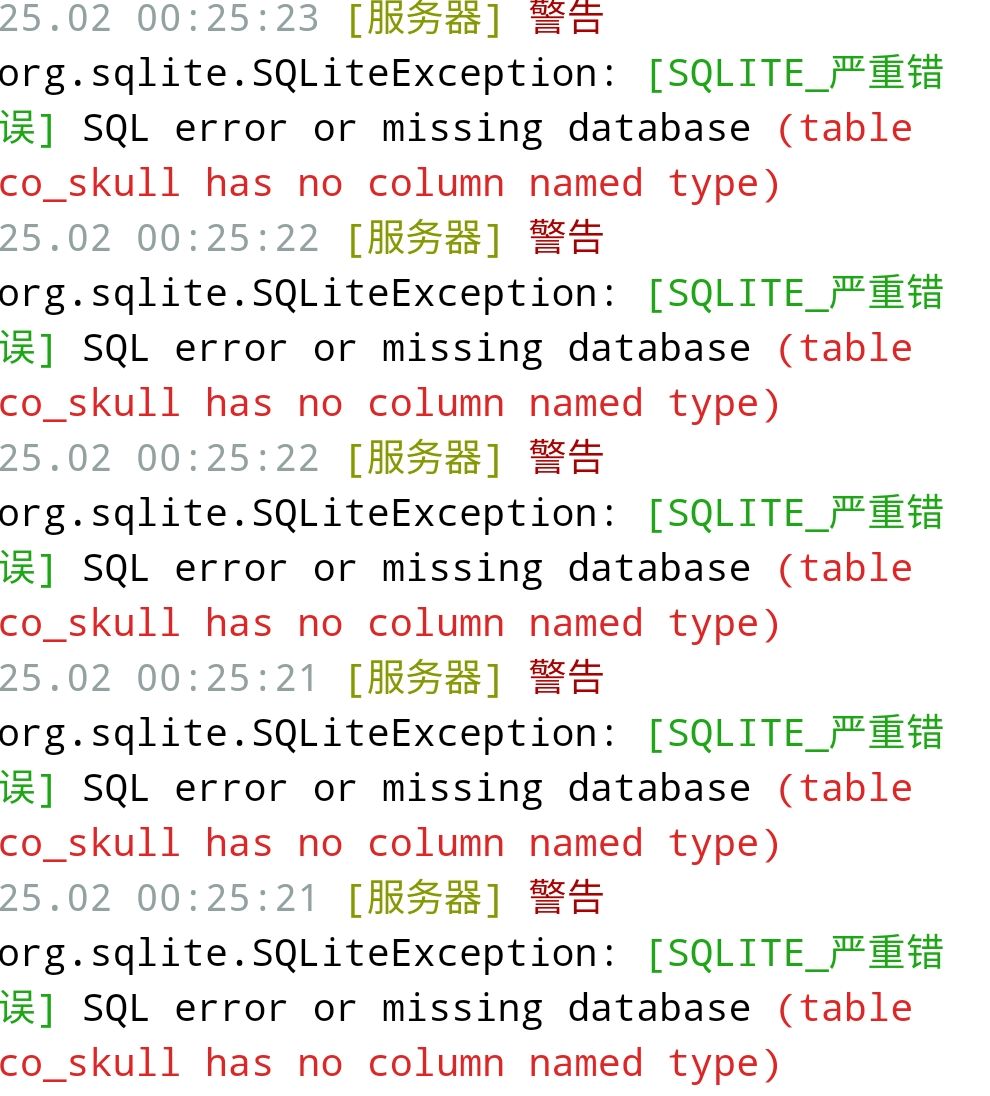 25.02 00:25:23 [服务器] 警告
org.sqlite.SQLiteException: [SQLITE_严重错
误] SQL error or missing database (table
co_skull has no column named type)
25.02 00:25:22 [服务器] 警告
org.sqlite.SQLiteException: [SQLITE_严重错
误] SQL error or missing database (table
co_skull has no column named type)
25.02 00:25:22 [服务器] 警告
org.sqlite.SQLiteException: [SQLITE_严重错
误] SQL error or missing database (table
co_skull has no column named type)
25.02 00:25:21 [服务器] 警告
org.sqlite.SQLiteException: [SQLITE_严重错
误] SQL error or missing database (table
co_skull has no column named type)
25.02 00:25:21 [服务器] 警告
org.sqlite.SQLiteException: [SQLITE_严重错
误] SQL error or missing database (table
co_skull has no column named type)